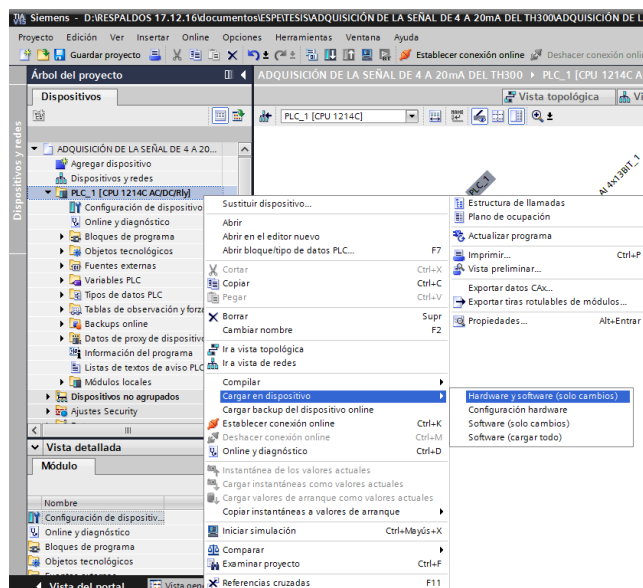 Siemens - D:\RESPALDOS 17.12.16\documentos\ESPE\TESIS\ADQUISICIÓN DE LA SEÑAL DE 4 A 20mA DEL TH300\ADQUISICIÓN DE L
Proyecto Edición Ver Insertar Online Opciones Herramientas Ventana Ayuda
Guardar proyecto Establecer conexión online Deshacer conexión onli
Árbol del proyecto
ADQUISICIÓN DE LA SEÑAL DE 4 A 20mA DEL TH300 PLC_1 [CPU 1214C A
Dispositivos
Vista topológica Vi
PLC_1 [CPU 1214C]
Dispositivos y redes
ADQUISICIÓN DE LA SEÑAL DE 4 A 20...
Agregar dispositivo
Dispositivos y redes
PLC_1 [CPU 1214C AC/DC/Rly]
Configuración de dispositivo
Online y diagnóstico
Bloques de programa
Objetos tecnológicos
Fuentes externas
Variables PLC
Tipos de datos PLC
Tablas de observación y forza
Backups online
Datos de proxy de dispositivo
Información del programa
Listas de textos de aviso PLC
Módulos locales
Dispositivos no agrupados
Ajustes Security
Vista detallada
Módulo
Nombre
Configuración de dispositiv...
Online y diagnóstico
Bloques de programa
Objetos tecnológicos
Fuentes externas
Vista del portal
Vista gen
PLC_1
AI 4x13BIT_1
Sustituir dispositivo...
Abrir
Abrir en el editor nuevo
Abrir bloque/tipo de datos PLC... F7
Cortar Ctrl+X
Copiar Ctrl+C
Pegar Ctrl+V
Borrar Supr
Cambiar nombre F2
Ir a vista topológica
Ir a vista de redes
Compilar
Cargar en dispositivo
Cargar backup del dispositivo online
Establecer conexión online Ctrl+K
Deshacer conexión online Ctrl+M
Online y diagnóstico Ctrl+D
Instantánea de los valores actuales
Cargar instantáneas como valores actuales
Cargar valores de arranque como valores actuales
Copiar instantáneas a valores de arranque
Iniciar simulación Ctrl+Mayús+X
Comparar
Examinar proyecto Ctrl+F
Referencias cruzadas F11
Estructura de llamadas
Plano de ocupación
Actualizar programa
Imprimir... Ctrl+P
Vista preliminar...
Exportar datos CAx...
Exportar tiras rotulables de módulos...
Propiedades... Alt+Entrar
Hardware y software (solo cambios)
Configuración hardware
Software (solo cambios)
Software (cargar todo)